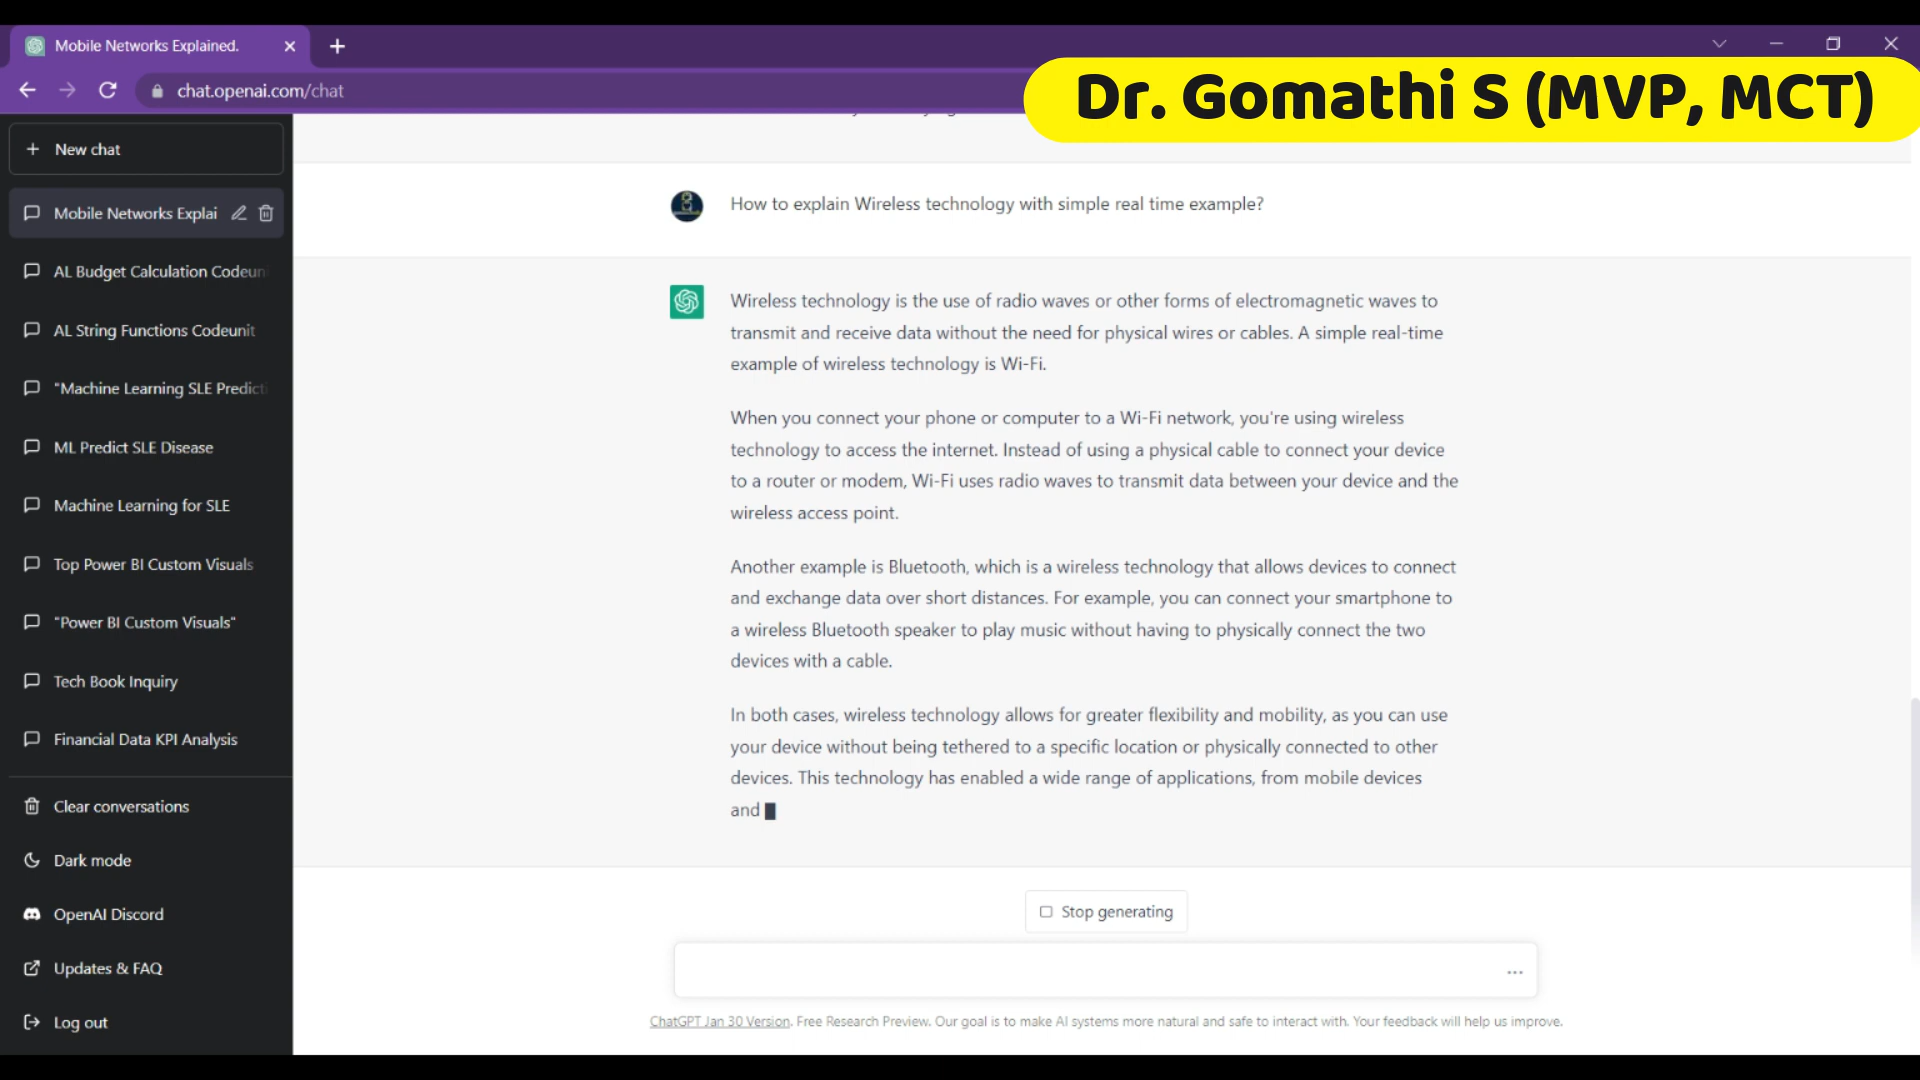 Mobile Networks Explained.
chat.openai.com/chat
Dr. Gomathi S (MVP, MCT)
New chat
Mobile Networks Explai
AL Budget Calculation Codeun
AL String Functions Codeunit
"Machine Learning SLE Predicti
ML Predict SLE Disease
Machine Learning for SLE
Top Power BI Custom Visuals
"Power BI Custom Visuals"
Tech Book Inquiry
Financial Data KPI Analysis
Clear conversations
Dark mode
OpenAI Discord
Updates & FAQ
Log out
How to explain Wireless technology with simple real time example?
Wireless technology is the use of radio waves or other forms of electromagnetic waves to
transmit and receive data without the need for physical wires or cables. A simple real-time
example of wireless technology is Wi-Fi.
When you connect your phone or computer to a Wi-Fi network, you're using wireless
technology to access the internet. Instead of using a physical cable to connect your device
to a router or modem, Wi-Fi uses radio waves to transmit data between your device and the
wireless access point.
Another example is Bluetooth, which is a wireless technology that allows devices to connect
and exchange data over short distances. For example, you can connect your smartphone to
a wireless Bluetooth speaker to play music without having to physically connect the two
devices with a cable.
In both cases, wireless technology allows for greater flexibility and mobility, as you can use
your device without being tethered to a specific location or physically connected to other
devices. This technology has enabled a wide range of applications, from mobile devices
and
Stop generating
ChatGPT Jan 30 Version. Free Research Preview. Our goal is to make AI systems more natural and safe to interact with. Your feedback will help us improve.